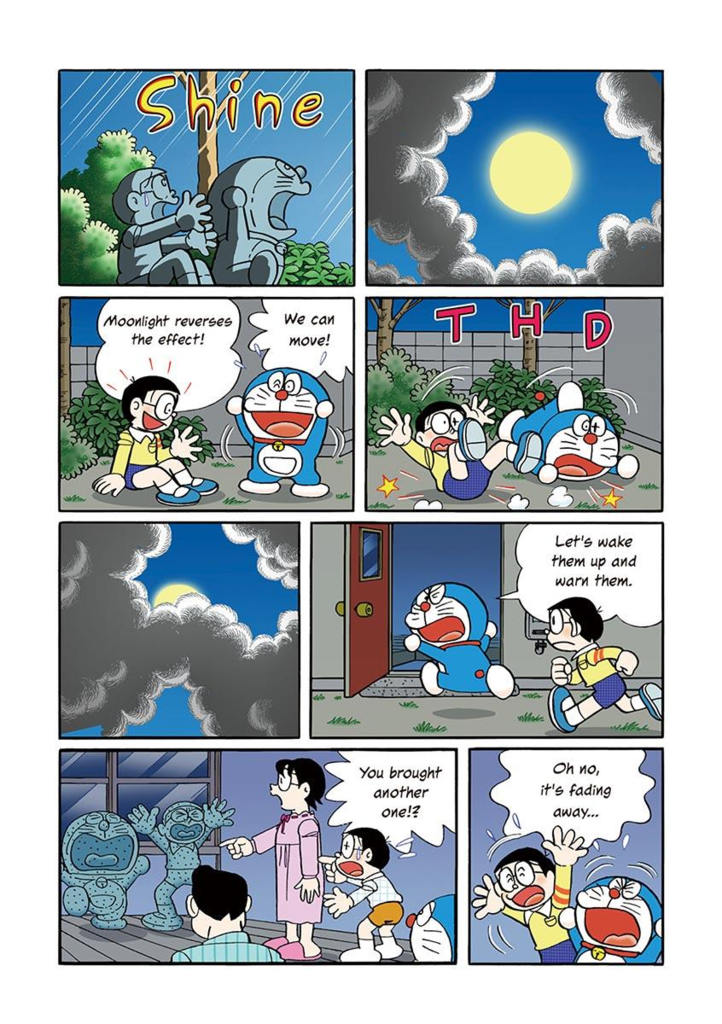 Shine
Moonlight reverses
the effect!
We can
move!
THD
Let's wake
them up and
warn them.
You brought
another
one!?
Oh no,
it's fading
away...